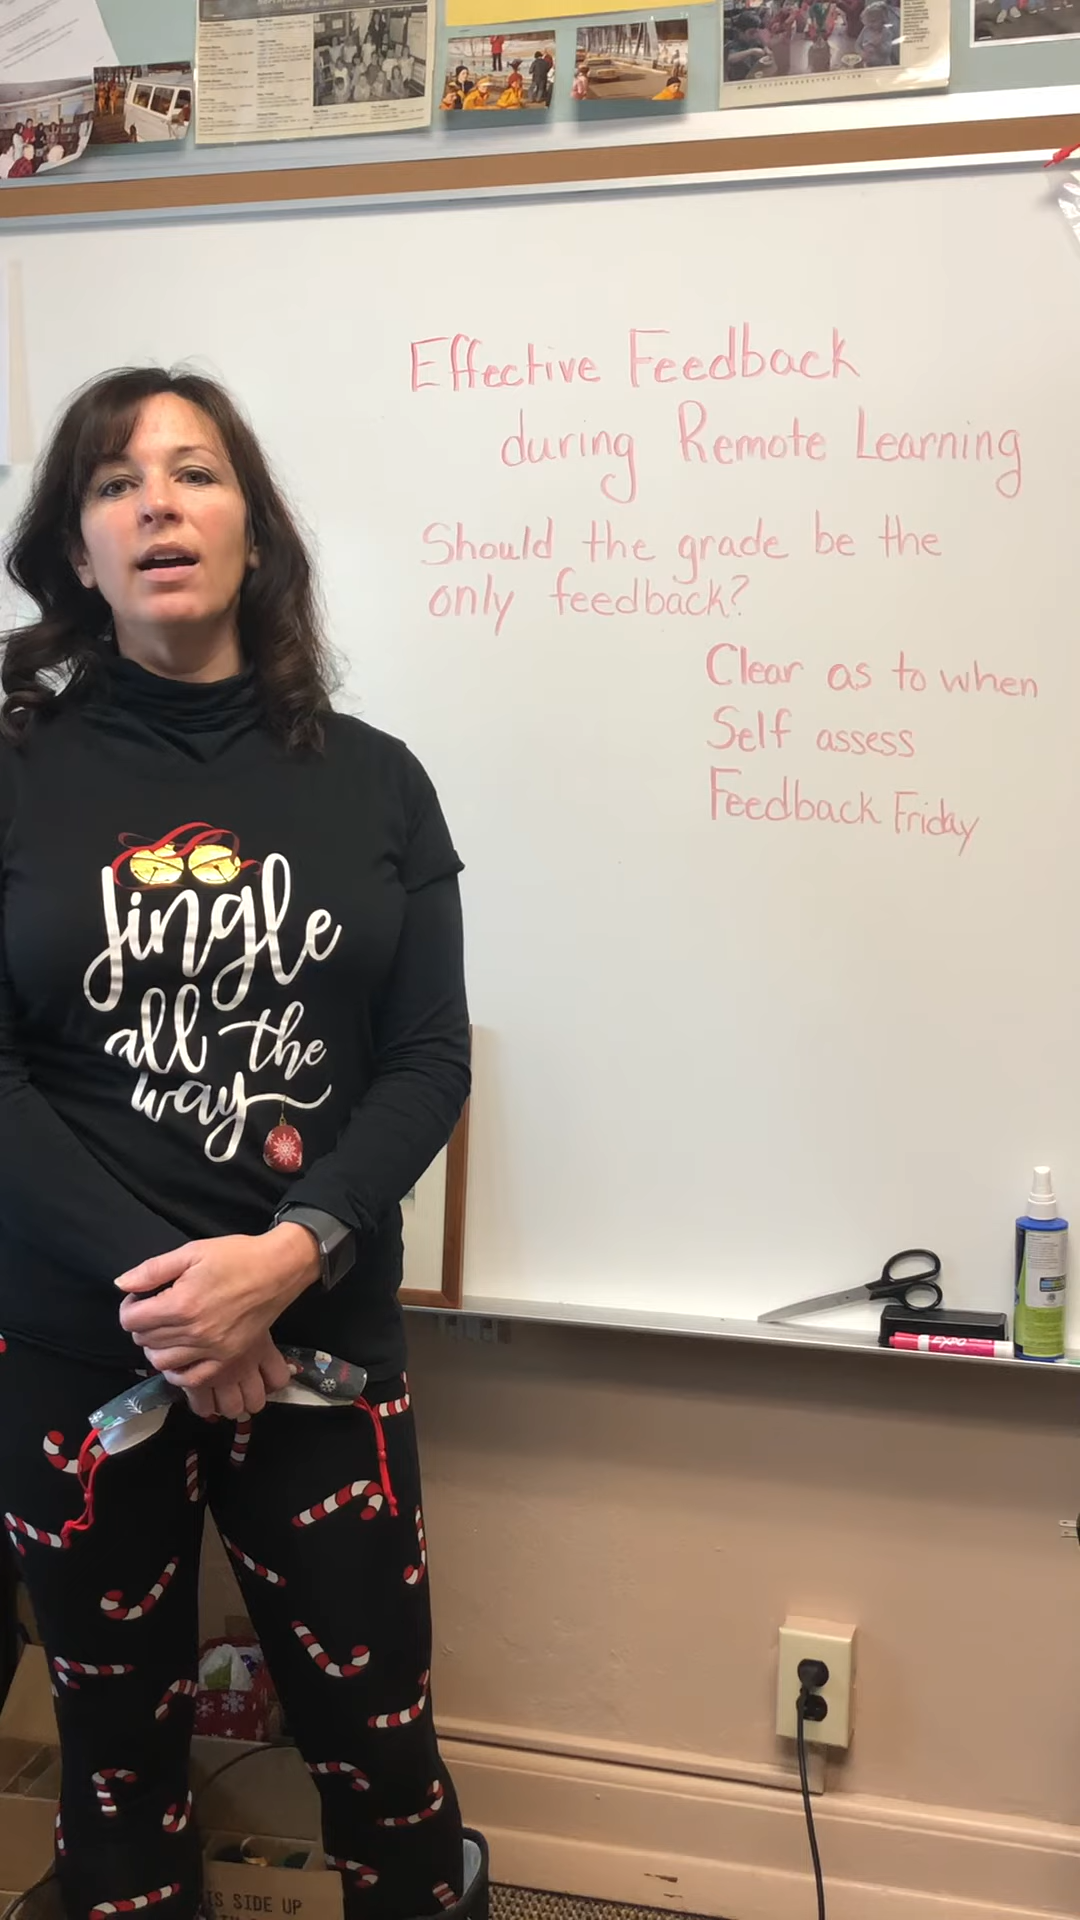 Effective Feedback
during Remote Learning
Should the grade be the
only feedback?
Clear as to when
Self assess
Feedback Friday
Jingle
all the
way
EXPO
IS SIDE UP